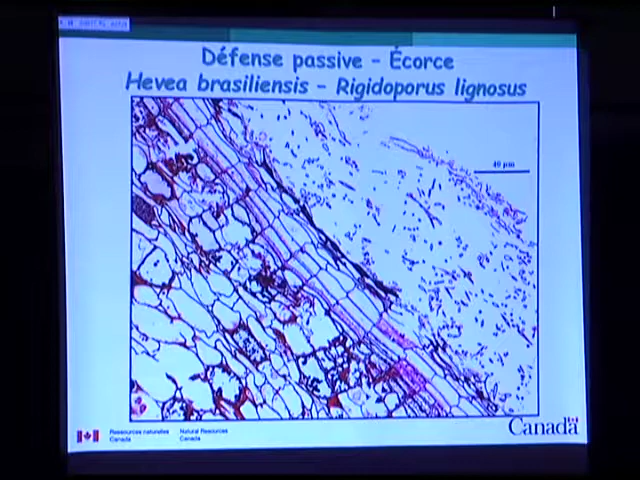 Défense passive - Écorce
Hevea brasiliensis - Rigidoporus lignosus
40 µm
Ressources naturelles
Canada
Natural Resources
Canada
Canada